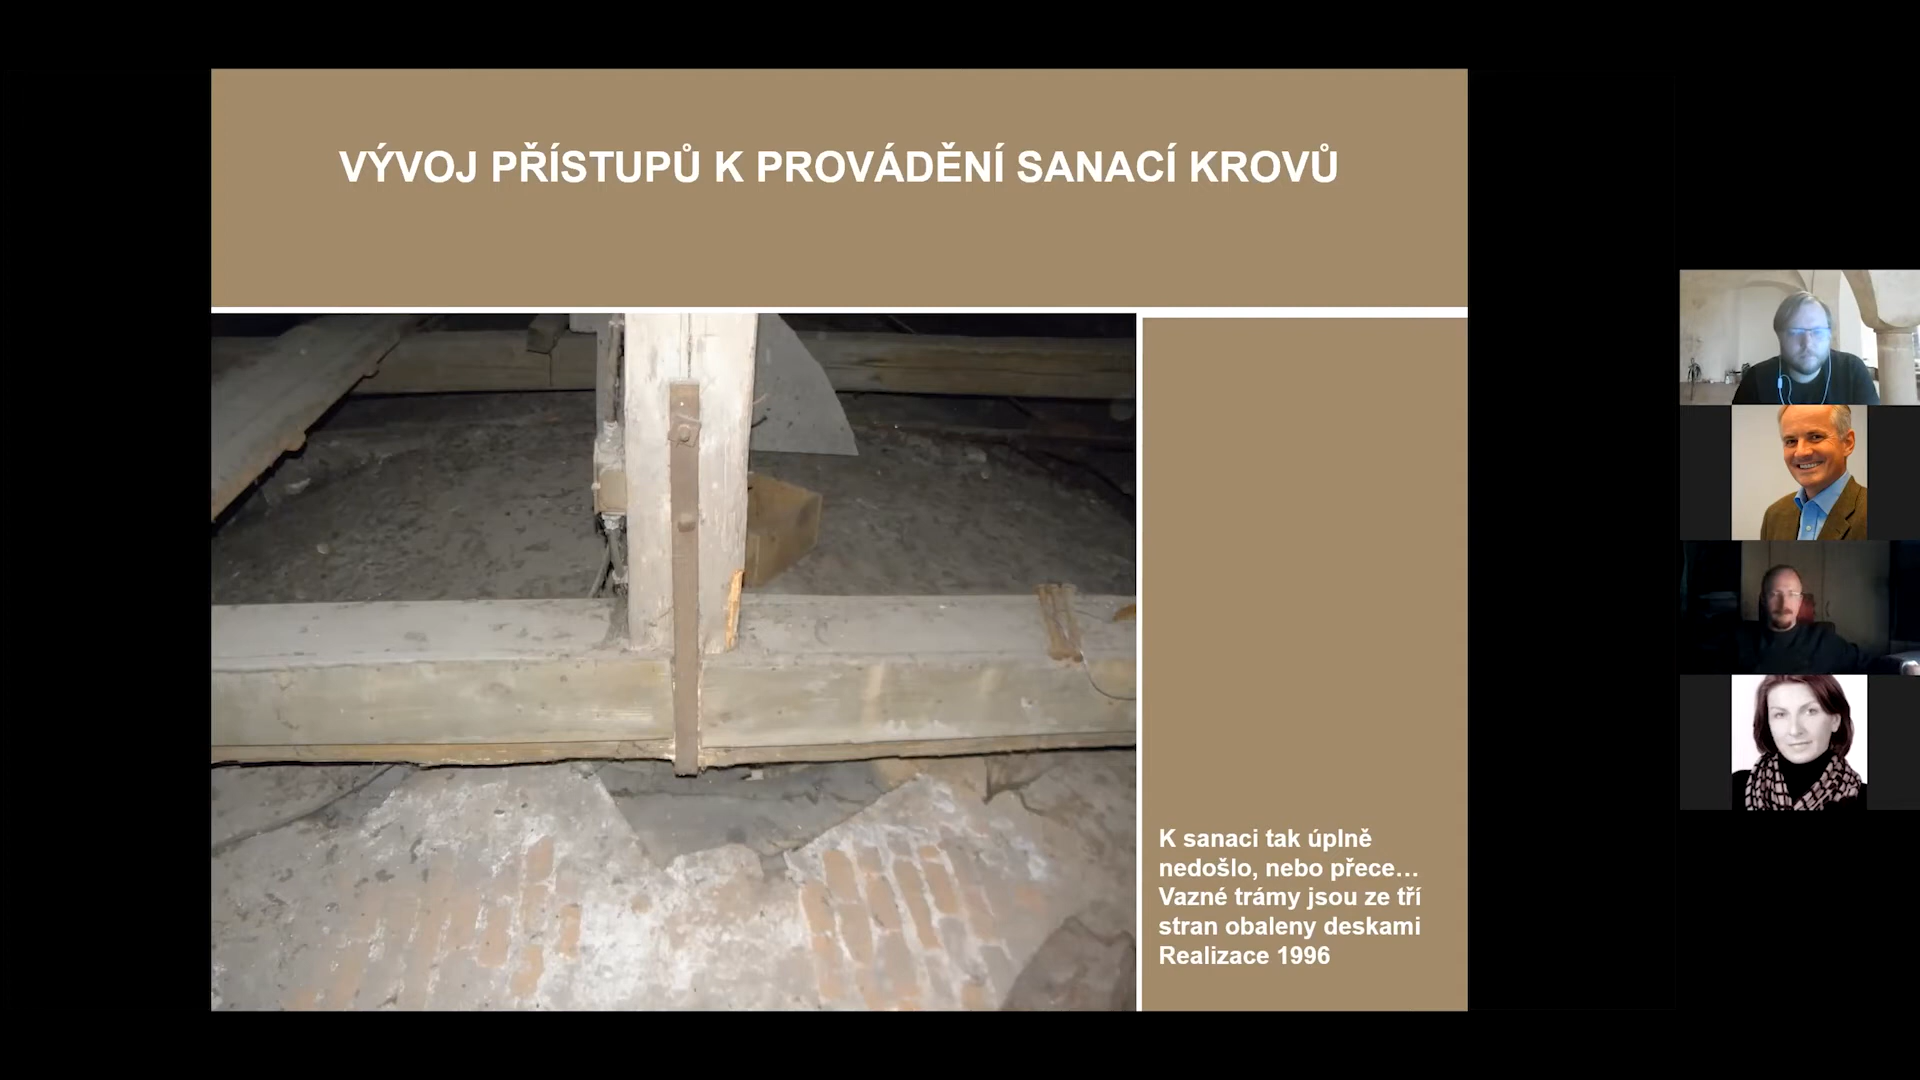 VÝVOJ PŘÍSTUPŮ K PROVÁDĚNÍ SANACÍ KROVŮ
K sanaci tak úplně
nedošlo, nebo přece…
Vazné trámy jsou ze tří
stran obaleny deskami
Realizace 1996